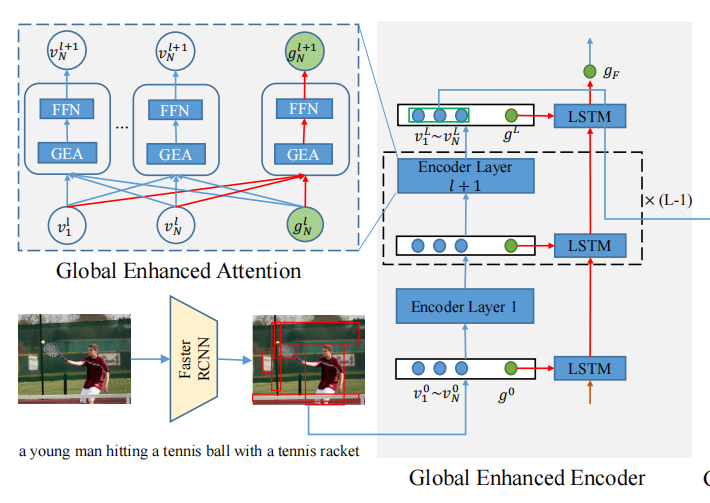 v_N^{l+1} v_N^{l+1} g_N^{l+1}
FFN FFN FFN
...
GEA GEA GEA
v_1^l v_N^l g_N^l
Global Enhanced Attention
Faster
RCNN
a young man hitting a tennis ball with a tennis racket
g_F
LSTM
v_1^L~v_N^L g^L
Encoder Layer
l + 1
× (L-1)
LSTM
Encoder Layer 1
LSTM
v_1^0~v_N^0 g^0
Global Enhanced Encoder